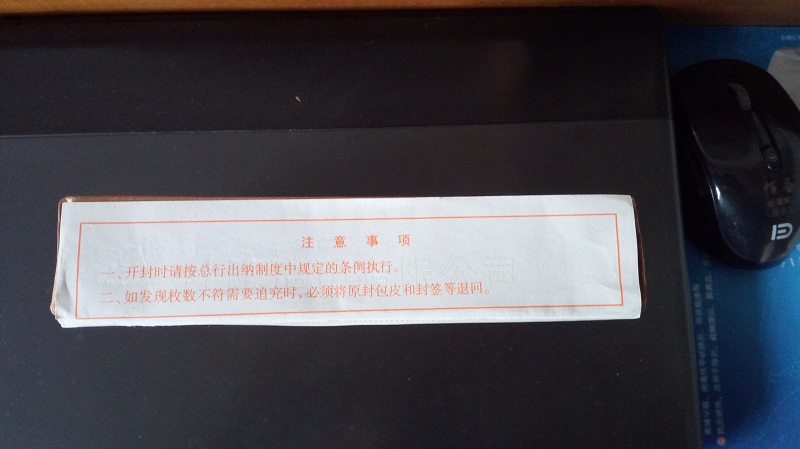 注意事项
一、开封时请按总行出纳制度中规定的条例执行。
二、如发现枚数不符需要追究时、必须将原封包皮和封签等退回。